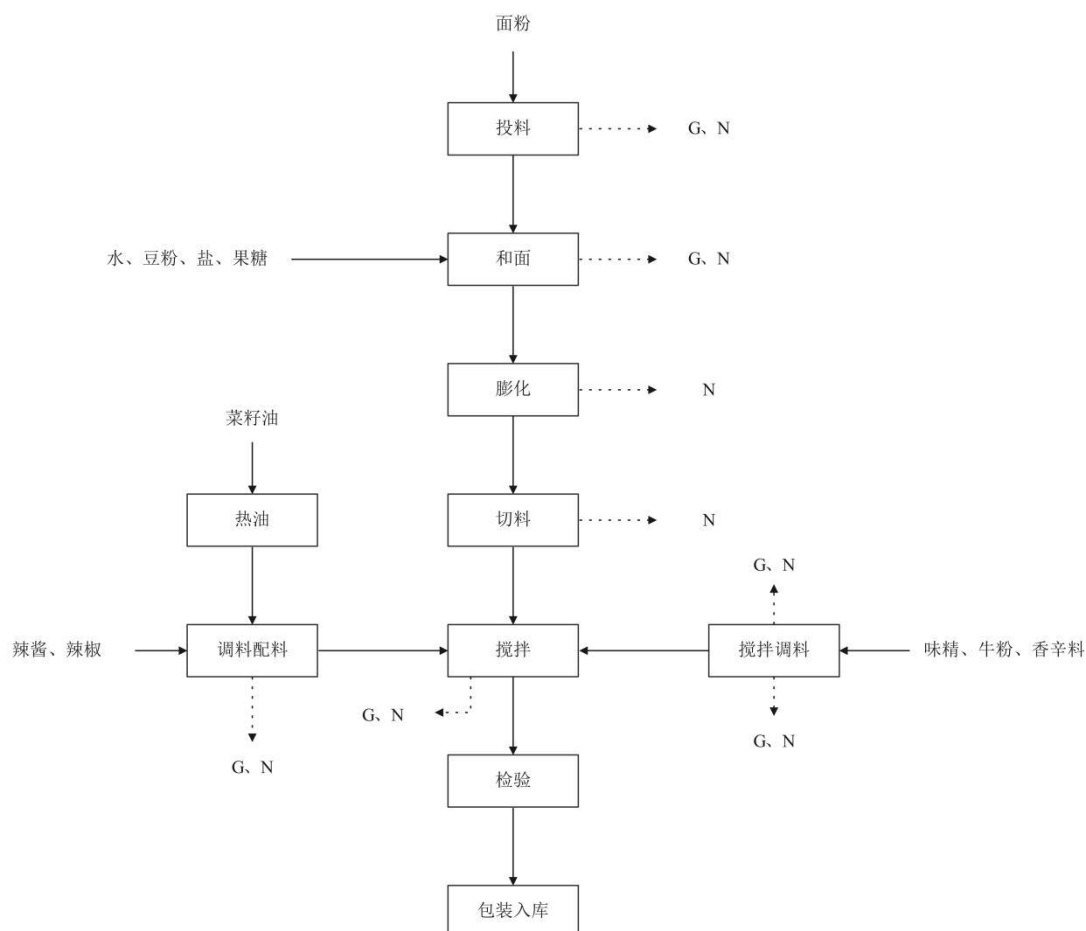 面粉
投料
G、N
水、豆粉、盐、果糖
和面
G、N
膨化
N
菜籽油
热油
切料
N
G、N
辣酱、辣椒
调料配料
搅拌
搅拌调料
味精、牛粉、香辛料
G、N
G、N
G、N
检验
包装入库